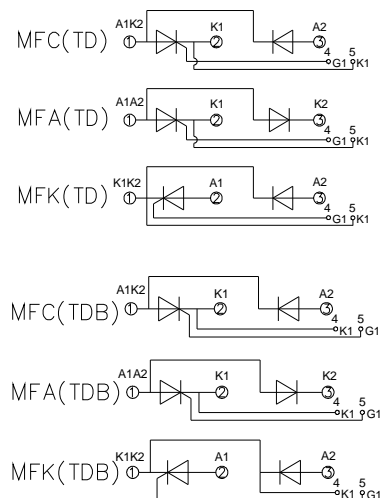 A1K2 K1 A2
MFC(TD) 1 2 3
4 5
G1 K1
A1A2 K1 K2
MFA(TD) 1 2 3
4 5
G1 K1
K1K2 A1 A2
MFK(TD) 1 2 3
4 5
G1 K1
A1K2 K1 A2
MFC(TDB) 1 2 3
4 5
K1 G1
A1A2 K1 K2
MFA(TDB) 1 2 3
4 5
K1 G1
K1K2 A1 A2
MFK(TDB) 1 2 3
4 5
K1 G1